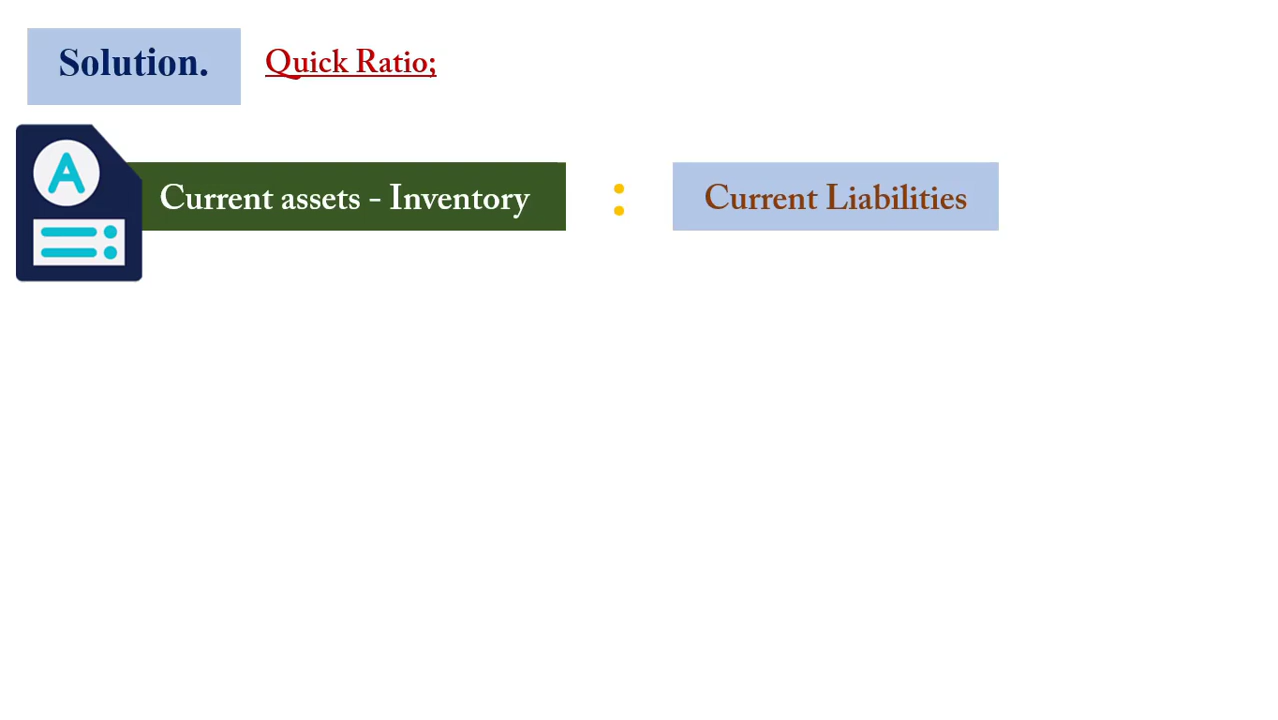 Solution. Quick Ratio;
A
Current assets - Inventory : Current Liabilities